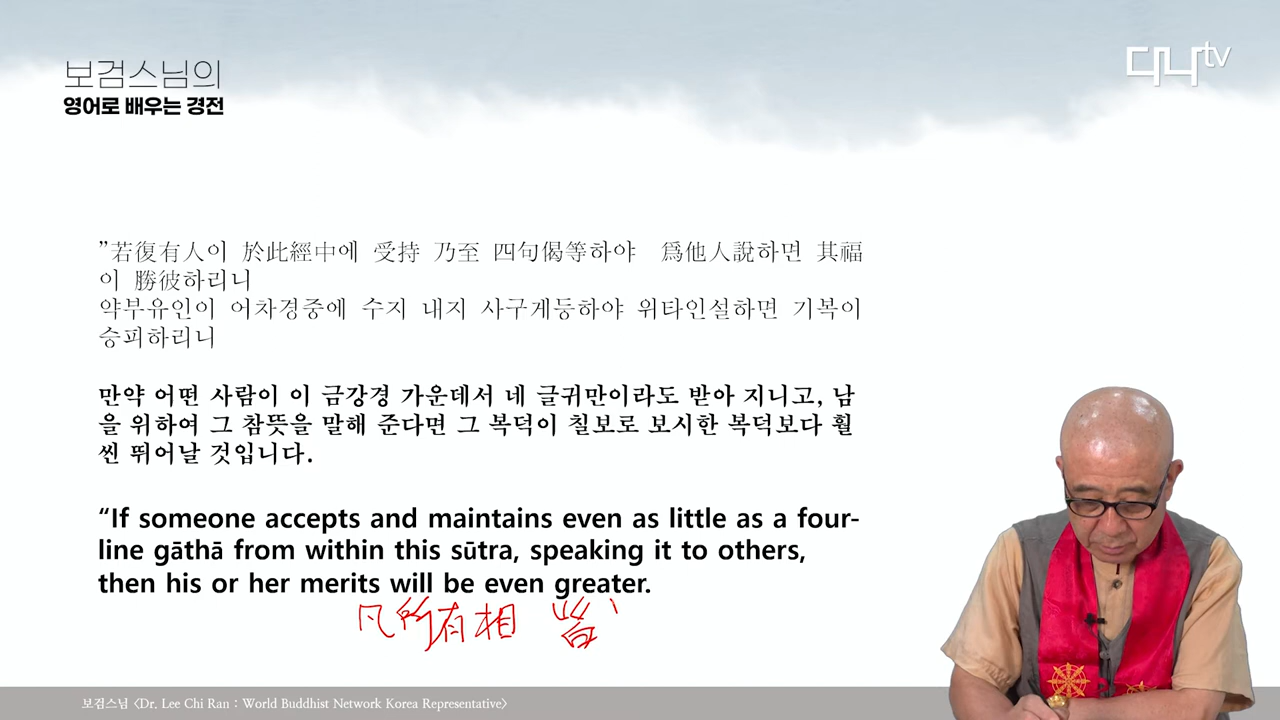 보검스님의
영어로 배우는 경전
디나tv
”若復有人이 於此經中에 受持 乃至 四句偈等하야 爲他人說하면 其福
이 勝彼하리니
약부유인이 어차경중에 수지 내지 사구게등하야 위타인설하면 기복이
승피하리니
만약 어떤 사람이 이 금강경 가운데서 네 글귀만이라도 받아 지니고, 남
을 위하여 그 참뜻을 말해 준다면 그 복덕이 칠보로 보시한 복덕보다 훨
씬 뛰어날 것입니다.
“If someone accepts and maintains even as little as a four-
line gāthā from within this sūtra, speaking it to others,
then his or her merits will be even greater.
凡所有相 皆
보검스님 〈Dr. Lee Chi Ran : World Buddhist Network Korea Representative〉